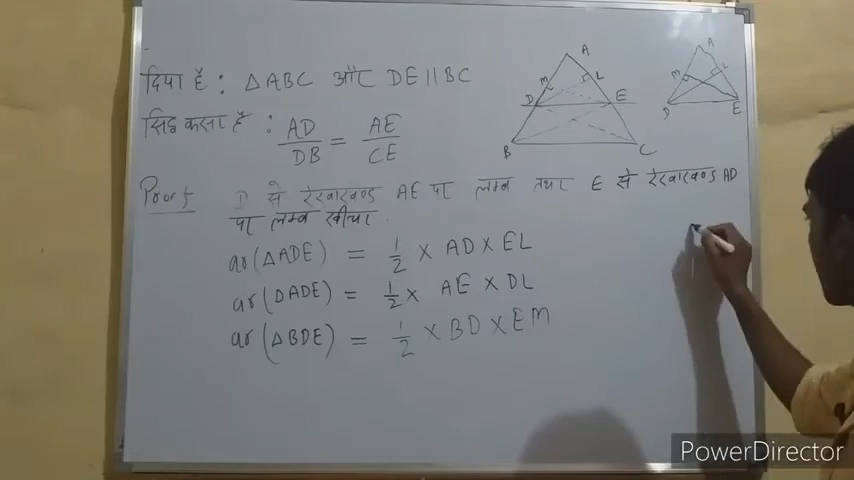 दिया है : △ABC और DE || BC
सिद्ध करना है : AD/DB = AE/CE
Proof D से रेखाखण्ड AE पर लम्ब तथा E से रेखाखण्ड AD
पर लम्ब खींचा.
ar(△ADE) = 1/2 × AD × EL
ar(△ADE) = 1/2 × AE × DL
ar(△BDE) = 1/2 × BD × EM
A
M
L
D
E
B
C
A
M
L
D
E
PowerDirector